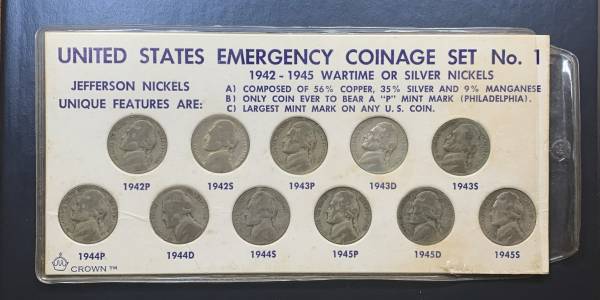 UNITED STATES EMERGENCY COINAGE SET No. 1
1942 - 1945 WARTIME OR SILVER NICKELS
JEFFERSON NICKELS
UNIQUE FEATURES ARE:
A) COMPOSED OF 56% COPPER, 35% SILVER AND 9% MANGANESE
B) ONLY COIN EVER TO BEAR A "P" MINT MARK (PHILADELPHIA).
C) LARGEST MINT MARK ON ANY U.S. COIN.
1942P 1942S 1943P 1943D 1943S
1944P 1944D 1944S 1945P 1945D 1945S
CROWN™